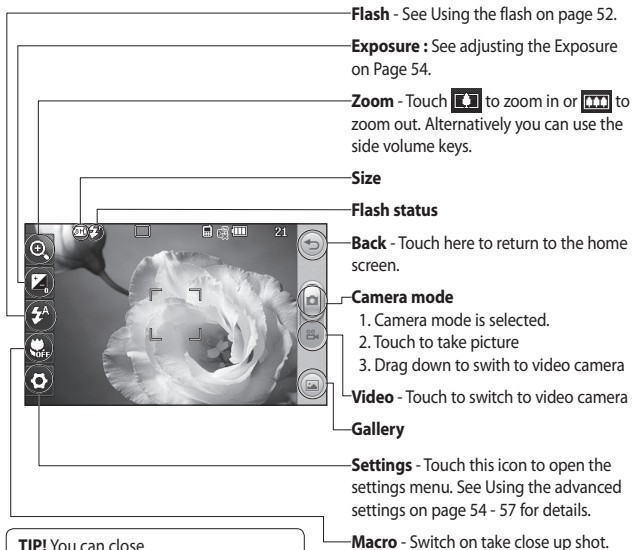 Flash - See Using the flash on page 52.
Exposure : See adjusting the Exposure
on Page 54.
Zoom - Touch to zoom in or to
zoom out. Alternatively you can use the
side volume keys.
Size
Flash status
21
Back - Touch here to return to the home
screen.
Camera mode
1. Camera mode is selected.
2. Touch to take picture
3. Drag down to swith to video camera
Video - Touch to switch to video camera
Gallery
Settings - Touch this icon to open the
settings menu. See Using the advanced
settings on page 54 - 57 for details.
Macro - Switch on take close up shot.
8M
0
A
OFF
TIP! You can close